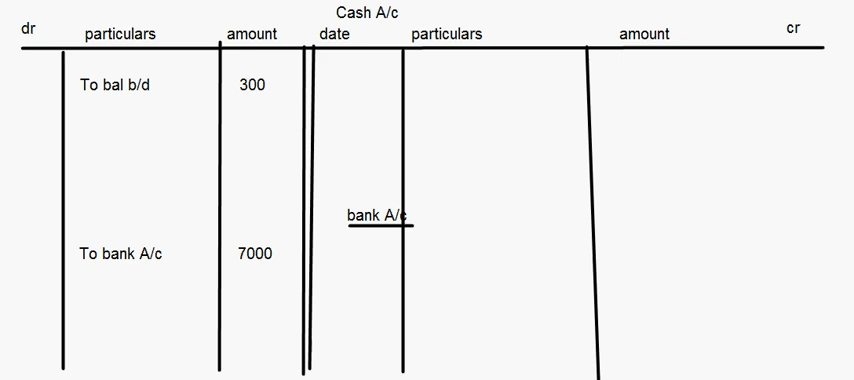 Cash A/c
dr particulars amount date particulars amount cr
To bal b/d 300
bank A/c
To bank A/c 7000